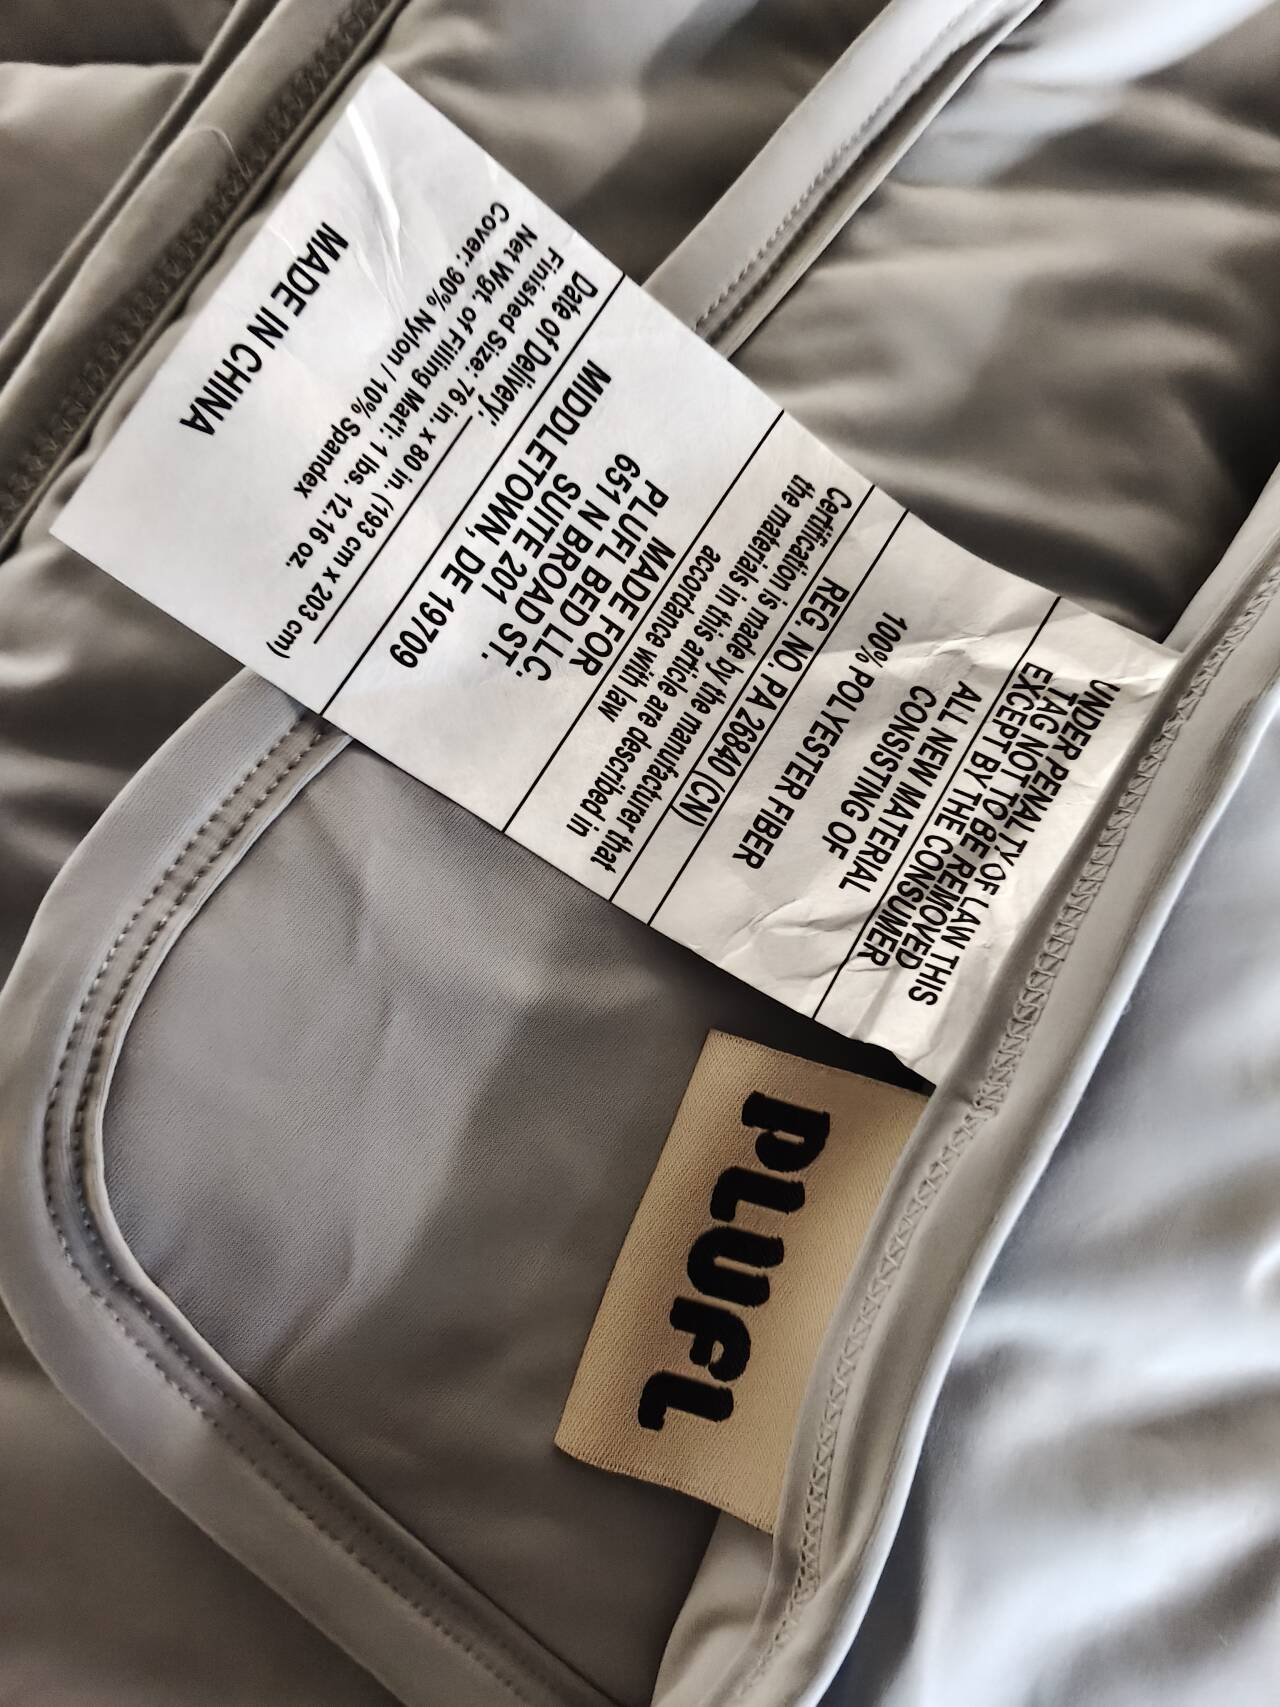 UNDER PENALTY OF LAW THIS
TAG NOT TO BE REMOVED
EXCEPT BY THE CONSUMER
ALL NEW MATERIAL
CONSISTING OF
100% POLYESTER FIBER
REG. NO. PA 26840 (CN)
Certification is made by the manufacturer that
the materials in this article are described in
accordance with law
MADE FOR
PLUFL BED LLC.
651 N BROAD ST.
SUITE 201
MIDDLETOWN, DE 19709
Date of Delivery:
Finished Size: 76 in. x 80 in. (193 cm x 203 cm)
Net Wgt. of Filling Mat'l: 1 lbs. 12.16 oz.
Cover: 90% Nylon / 10% Spandex
MADE IN CHINA
PLUFL